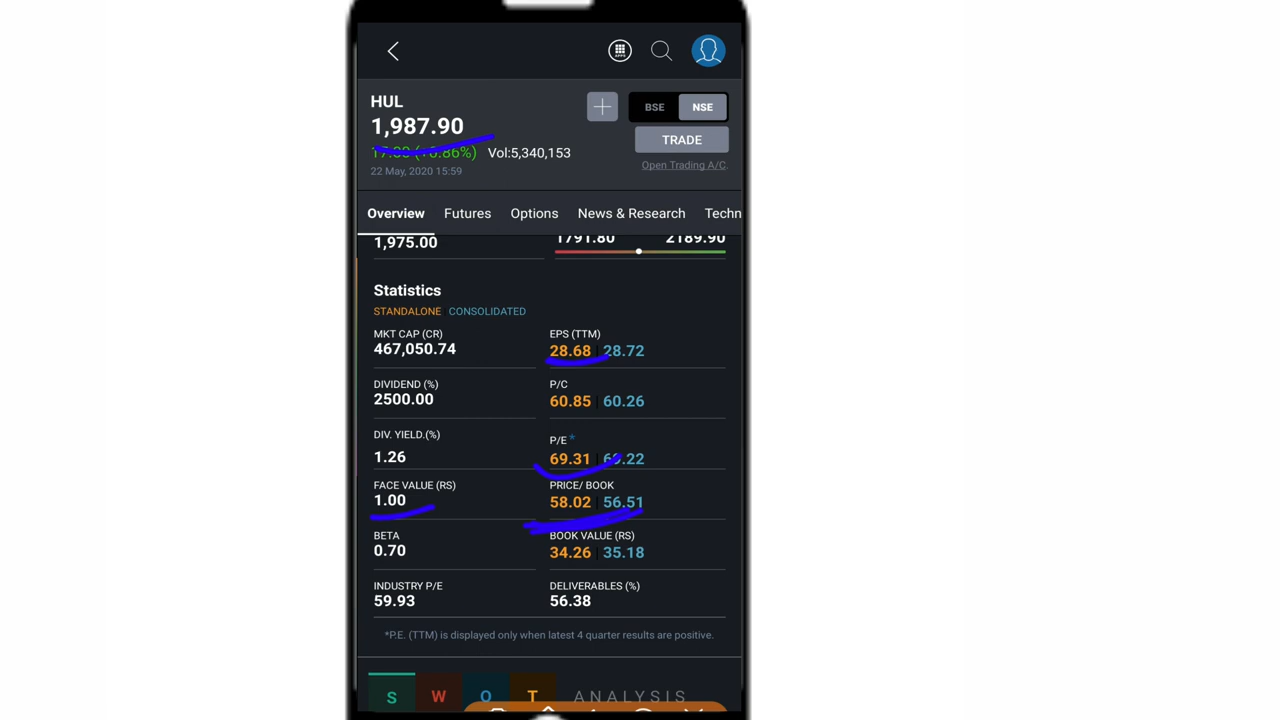 APPS
HUL
BSE
NSE
1,987.90
TRADE
Vol:5,340,153
Open Trading A/C.
22 May, 2020 15:59
Overview
Futures
Options
News & Research
Techn
1,975.00
1791.80
2189.90
Statistics
STANDALONE
CONSOLIDATED
MKT CAP (CR)
EPS (TTM)
467,050.74
28.68 | 28.72
DIVIDEND (%)
P/C
2500.00
60.85 | 60.26
DIV. YIELD.(%)
P/E *
1.26
69.31
FACE VALUE (RS)
PRICE/ BOOK
1.00
58.02 | 56.51
BETA
BOOK VALUE (RS)
0.70
34.26 | 35.18
INDUSTRY P/E
DELIVERABLES (%)
59.93
56.38
*P.E. (TTM) is displayed only when latest 4 quarter results are positive.
S W O T ANALYSIS